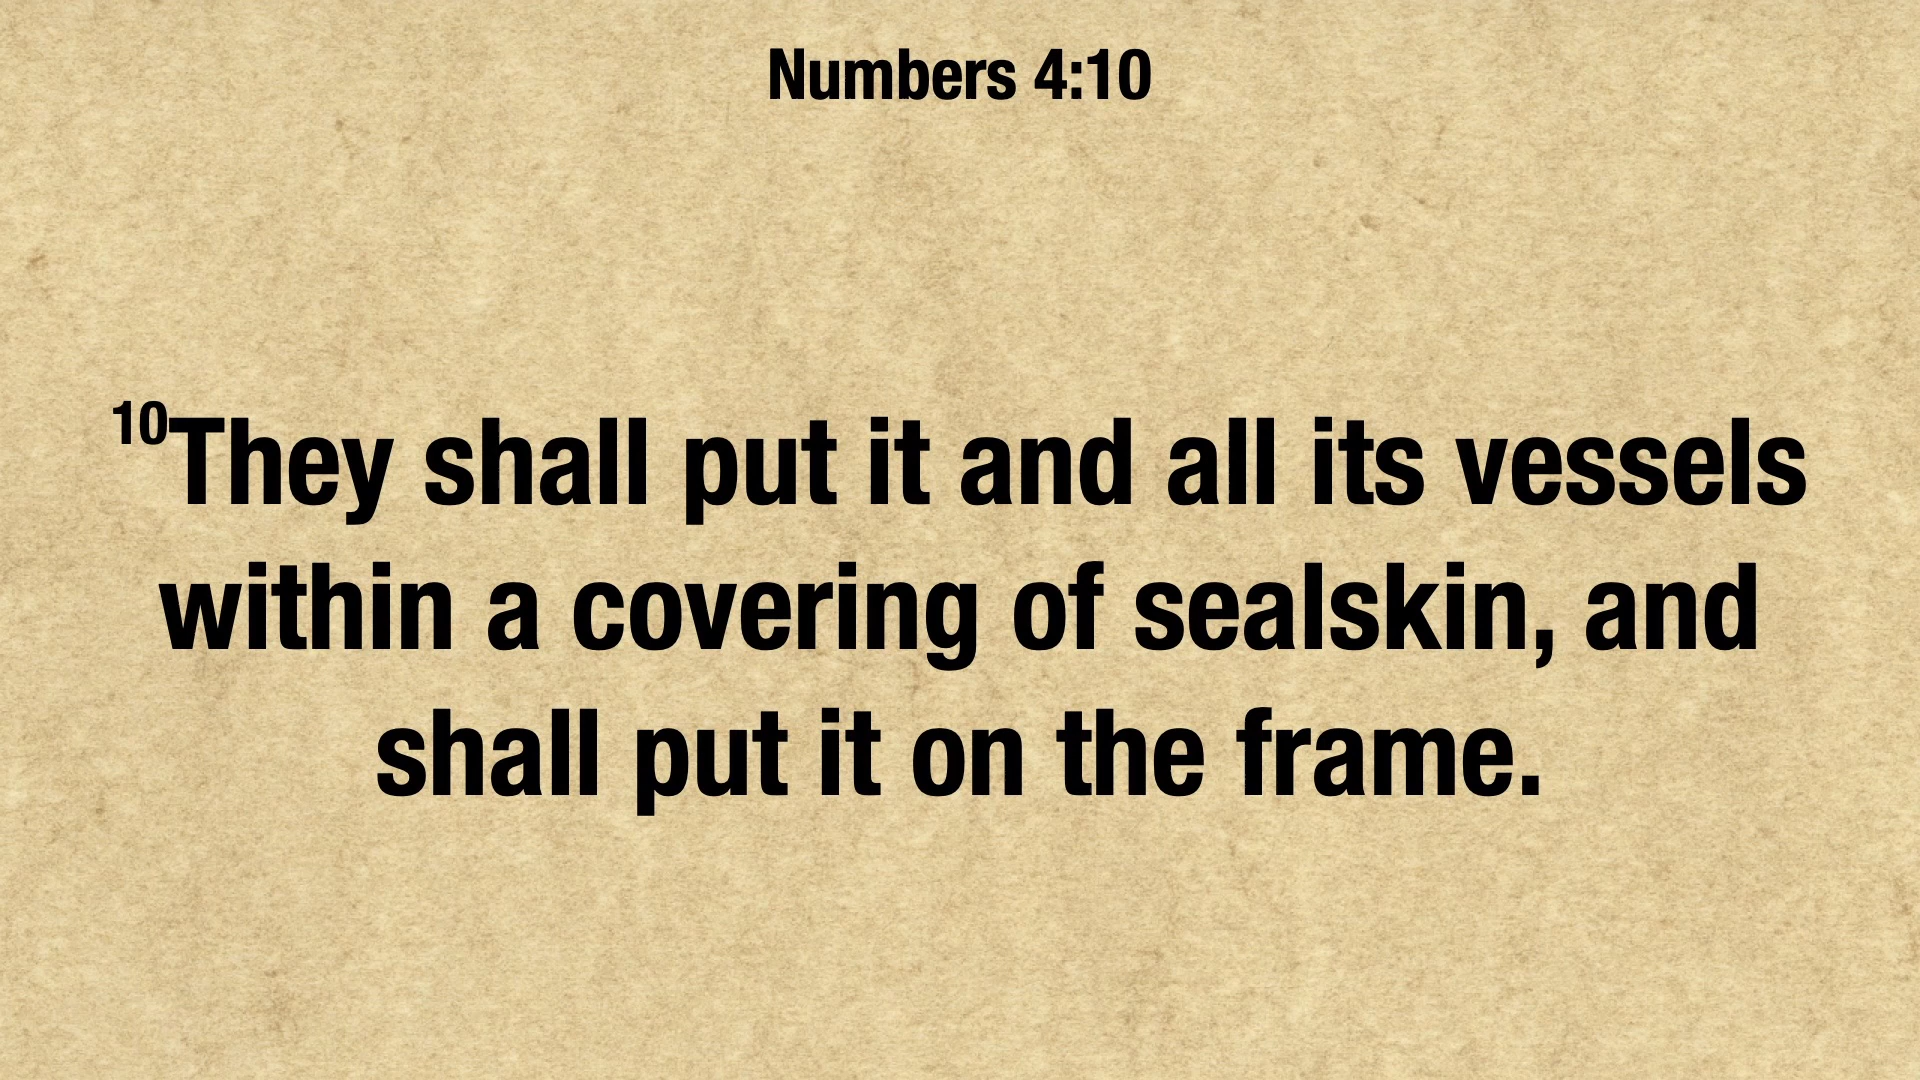 Numbers 4:10
10They shall put it and all its vessels
within a covering of sealskin, and
shall put it on the frame.